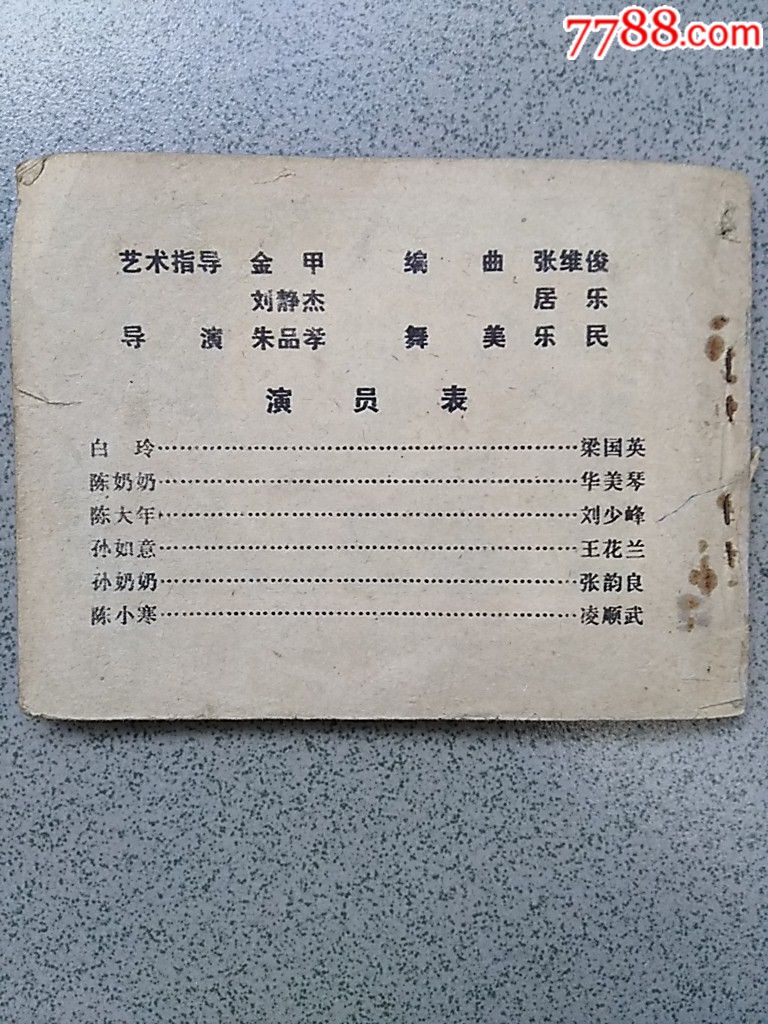 7788.com
艺术指导 金 甲 编 曲 张维俊
刘静杰 居 乐
导 演 朱品孝 舞 美 乐 民
演 员 表
白 玲…………………………梁国英
陈奶奶…………………………华美琴
陈大年…………………………刘少峰
孙如意…………………………王花兰
孙奶奶…………………………张韵良
陈小寒…………………………凌顺武